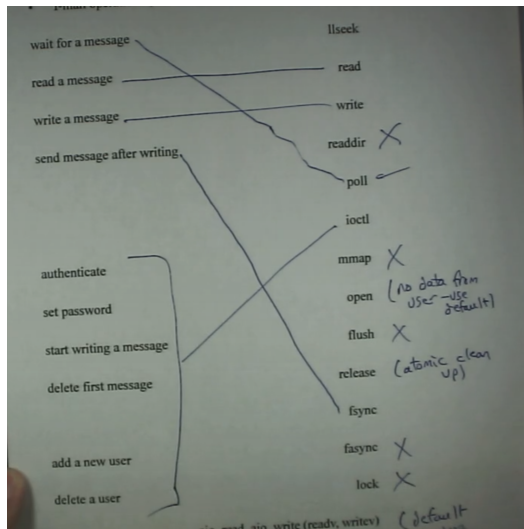 wait for a message
read a message
write a message
send message after writing
authenticate
set password
start writing a message
delete first message
add a new user
delete a user
llseek
read
write
readdir X
poll
ioctl
mmap X
open (no data from
user - use
default)
flush X
release (atomic clean
up)
fsync
fasync X
lock X
write (readv, writev) (default